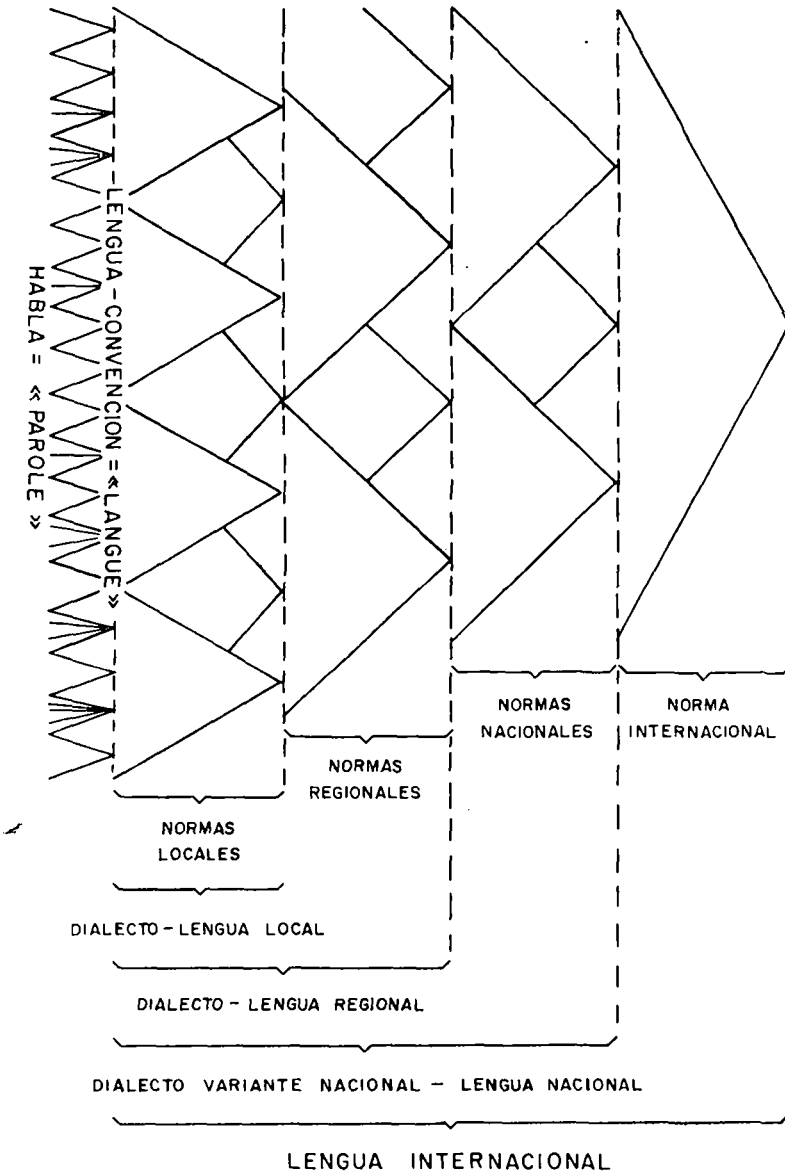 HABLA = «PAROLE»
LENGUA-CONVENCION = «LANGUE»
NORMAS
NACIONALES
NORMA
INTERNACIONAL
NORMAS
REGIONALES
NORMAS
LOCALES
DIALECTO-LENGUA LOCAL
DIALECTO - LENGUA REGIONAL
DIALECTO VARIANTE NACIONAL - LENGUA NACIONAL
LENGUA INTERNACIONAL